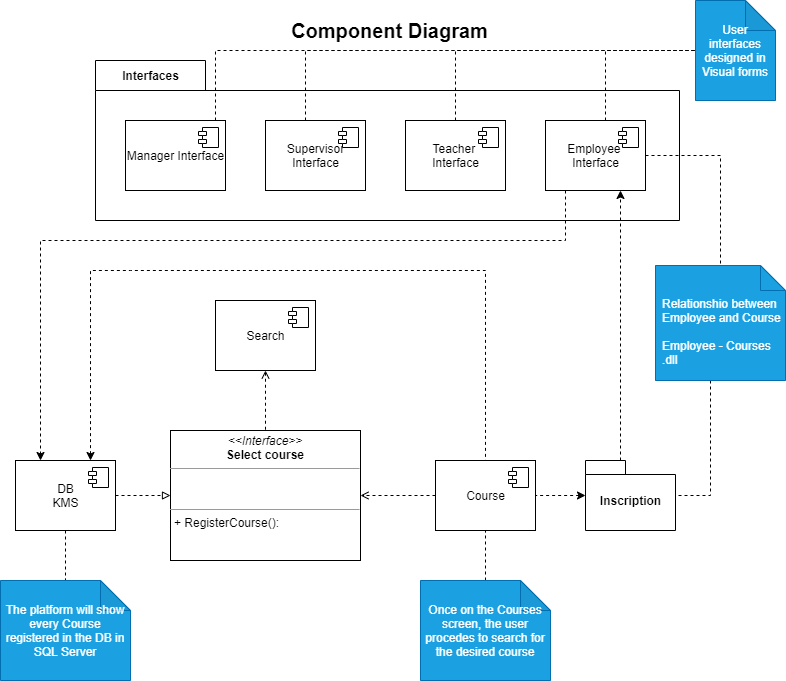 Component Diagram
User
interfaces
designed in
Visual forms
Interfaces
Manager Interface
Supervisor
Interface
Teacher
Interface
Employee
Interface
Relationshio between
Employee and Course
Employee - Courses
.dll
Search
<<Interface>>
Select course
+ RegisterCourse():
DB
KMS
Course
Inscription
The platform will show
every Course
registered in the DB in
SQL Server
Once on the Courses
screen, the user
procedes to search for
the desired course